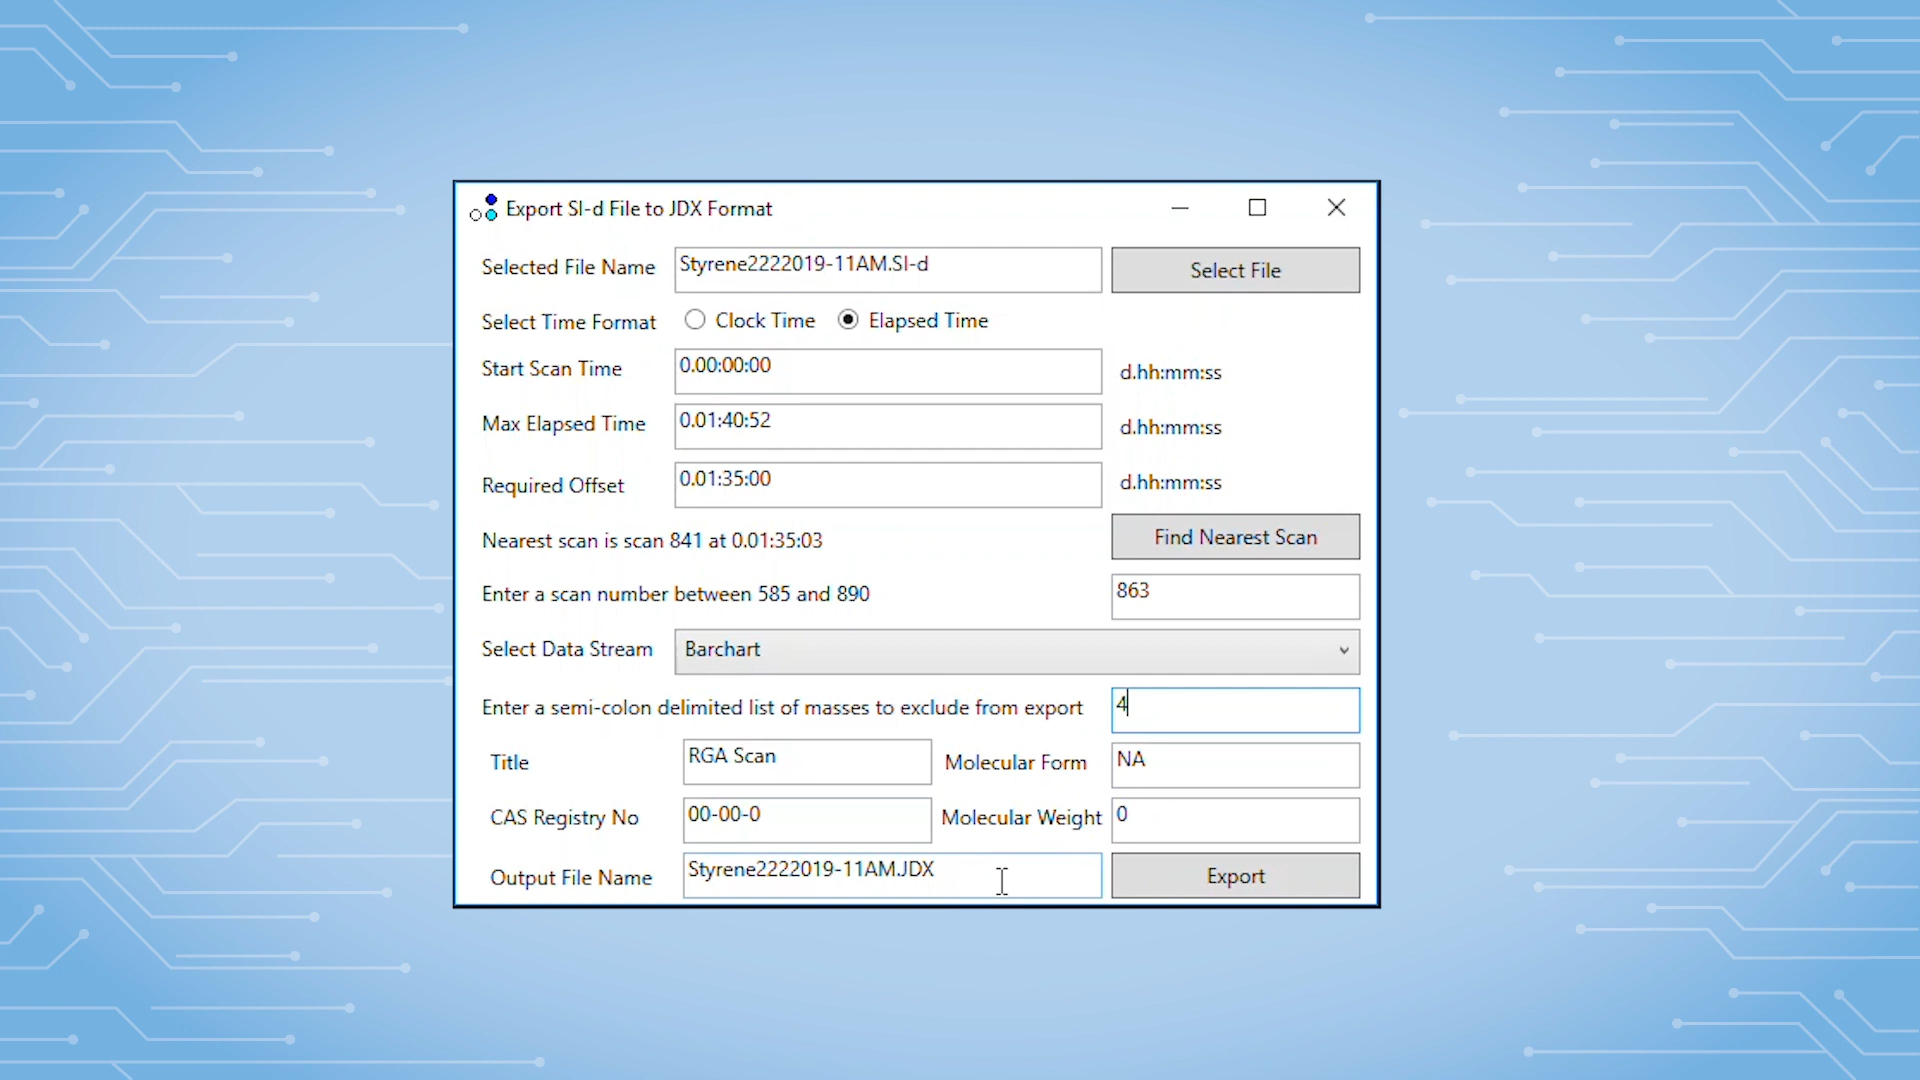 Export SI-d File to JDX Format
Selected File Name Styrene2222019-11AM.SI-d Select File
Select Time Format Clock Time Elapsed Time
Start Scan Time 0.00:00:00 d.hh:mm:ss
Max Elapsed Time 0.01:40:52 d.hh:mm:ss
Required Offset 0.01:35:00 d.hh:mm:ss
Nearest scan is scan 841 at 0.01:35:03 Find Nearest Scan
Enter a scan number between 585 and 890 863
Select Data Stream Barchart
Enter a semi-colon delimited list of masses to exclude from export 4
Title RGA Scan Molecular Form NA
CAS Registry No 00-00-0 Molecular Weight 0
Output File Name Styrene2222019-11AM.JDX Export